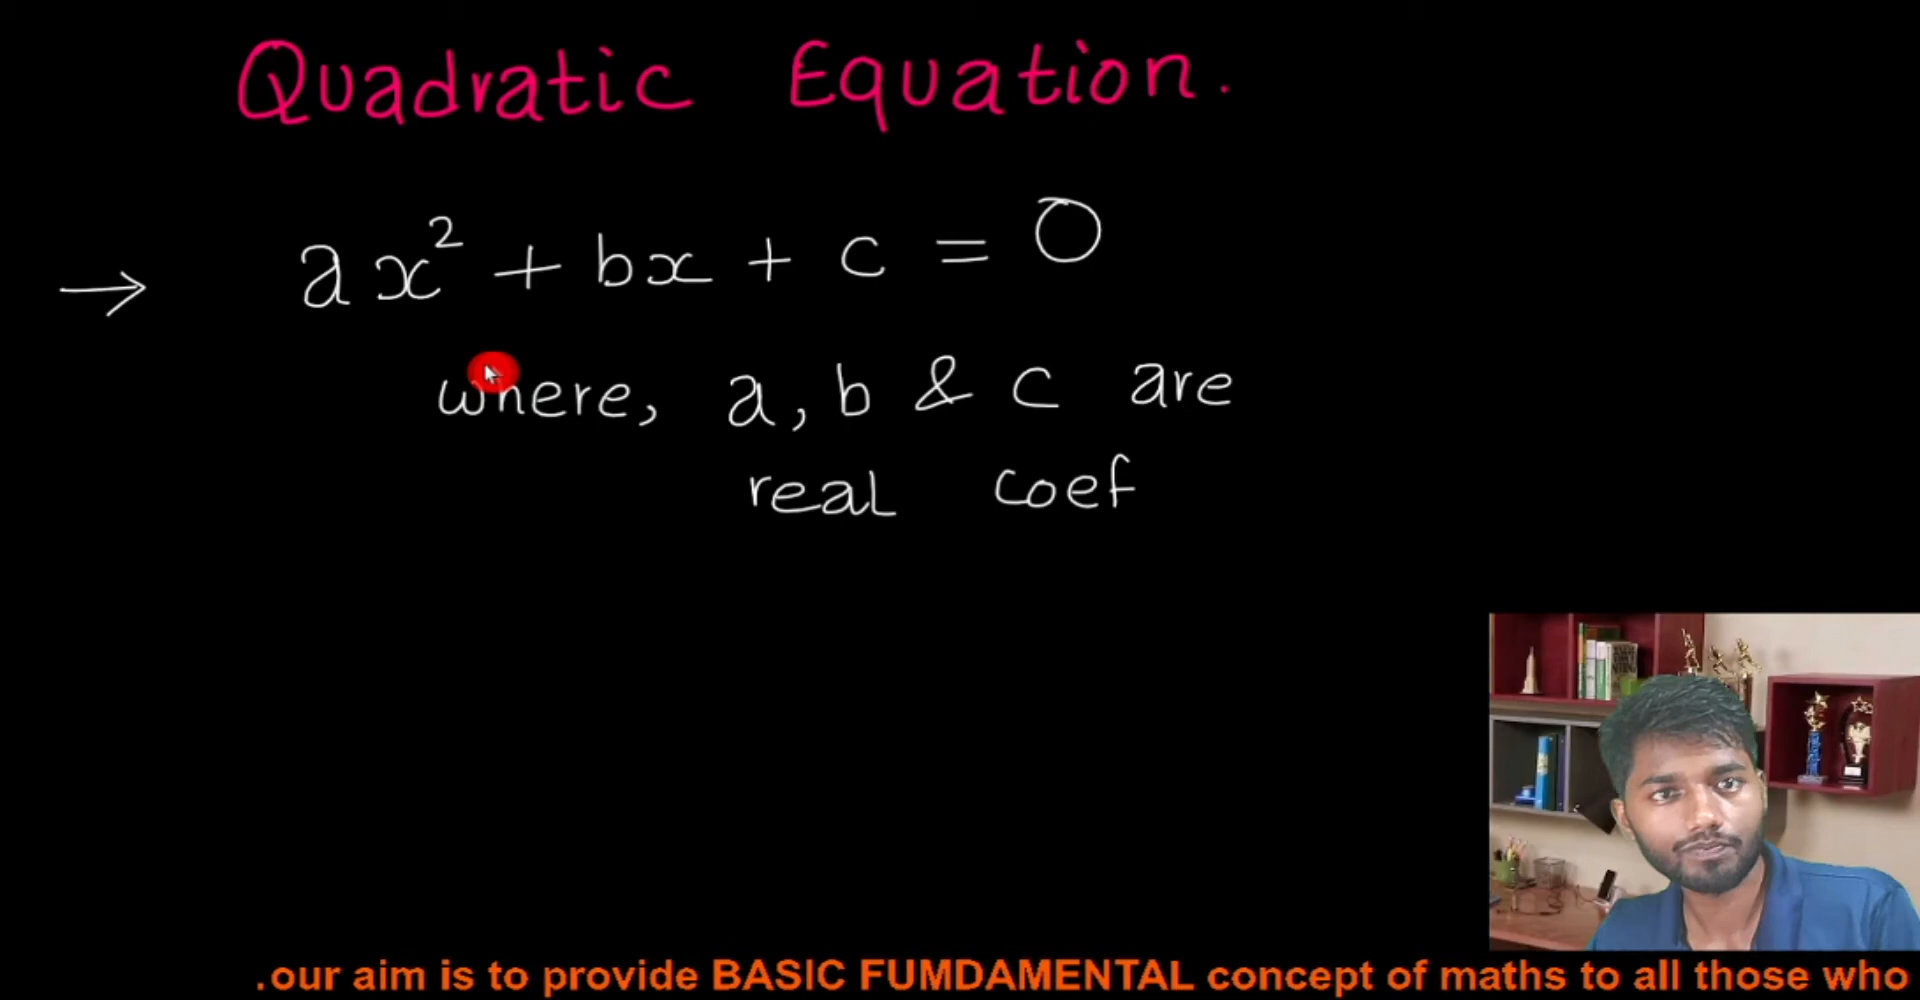 Quadratic Equation.
→ ax² + bx + c = 0
where, a, b & c are
real coef
.our aim is to provide BASIC FUMDAMENTAL concept of maths to all those who